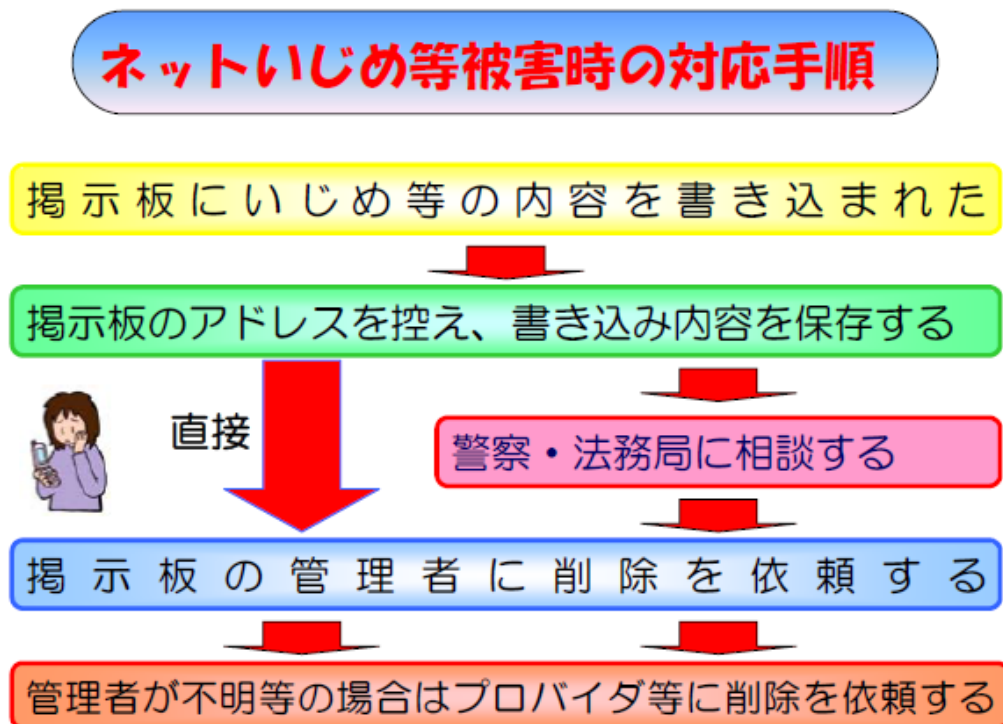 ネットいじめ等被害時の対応手順
掲示板にいじめ等の内容を書き込まれた
掲示板のアドレスを控え、書き込み内容を保存する
直接
警察・法務局に相談する
掲示板の管理者に削除を依頼する
管理者が不明等の場合はプロバイダ等に削除を依頼する